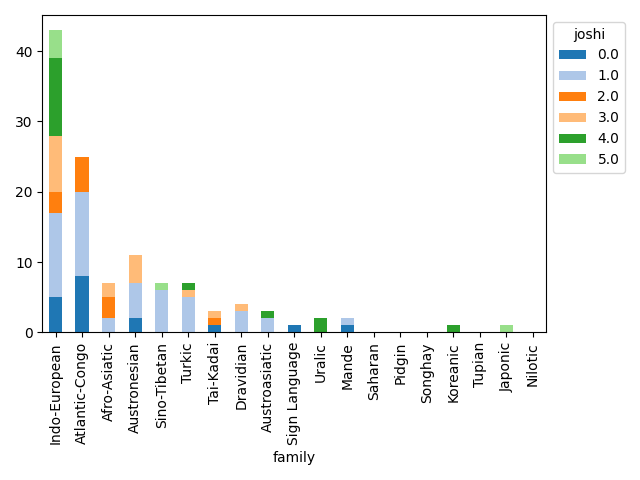 joshi
0.0
1.0
2.0
3.0
4.0
5.0
40
30
20
10
0
Indo-European
Atlantic-Congo
Afro-Asiatic
Austronesian
Sino-Tibetan
Turkic
Tai-Kadai
Dravidian
Austroasiatic
Sign Language
Uralic
Mande
Saharan
Pidgin
Songhay
Koreanic
Tupian
Japonic
Nilotic
family